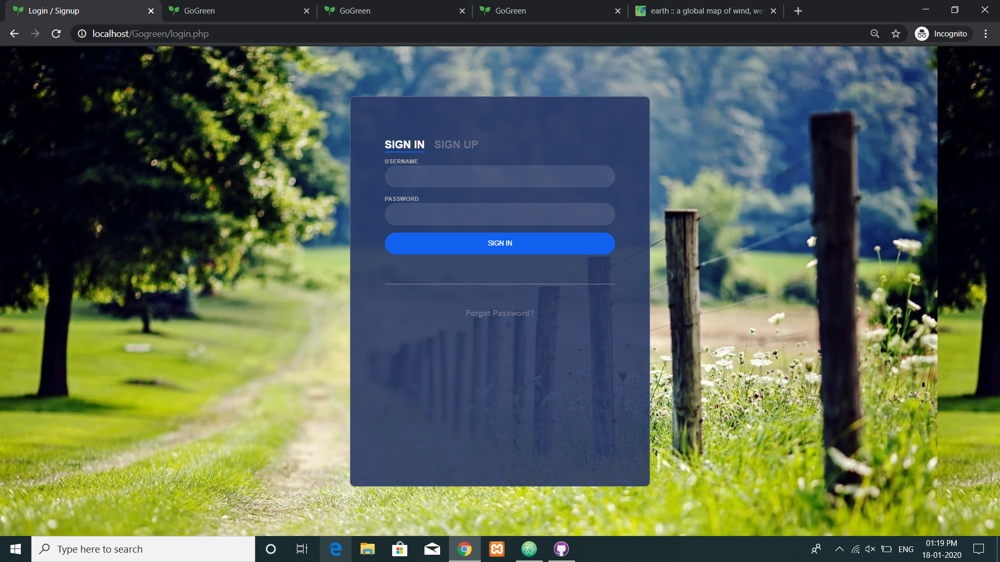 Login / Signup
GoGreen
GoGreen
GoGreen
earth :: a global map of wind, wea
localhost/Gogreen/login.php
Incognito
SIGN IN SIGN UP
USERNAME
PASSWORD
SIGN IN
Forgot Password?
Type here to search
ENG
01:19 PM
18-01-2020